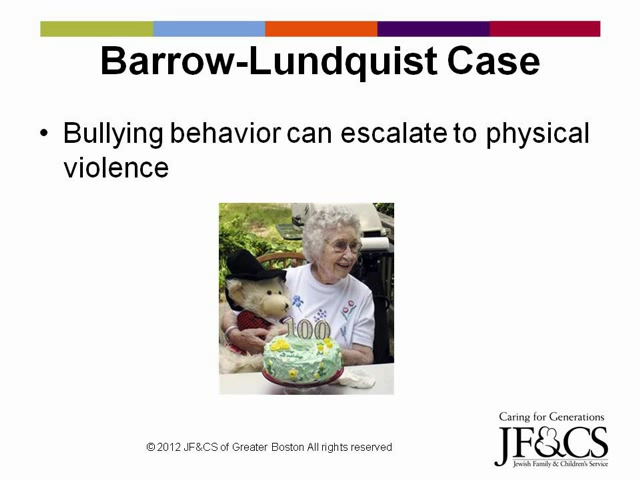 Barrow-Lundquist Case
• Bullying behavior can escalate to physical
violence
100
© 2012 JF&CS of Greater Boston All rights reserved
Caring for Generations
JF&CS
Jewish Family & Children's Service